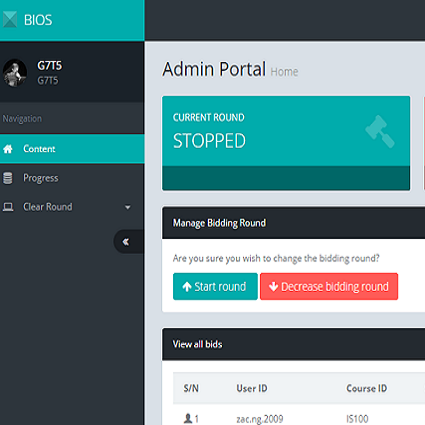 BIOS
G7T5
G7T5
Navigation
Content
Progress
Clear Round
Admin Portal Home
CURRENT ROUND
STOPPED
Manage Bidding Round
Are you sure you wish to change the bidding round?
Start round
Decrease bidding round
View all bids
S/N User ID Course ID
1 zac.ng.2009 IS100